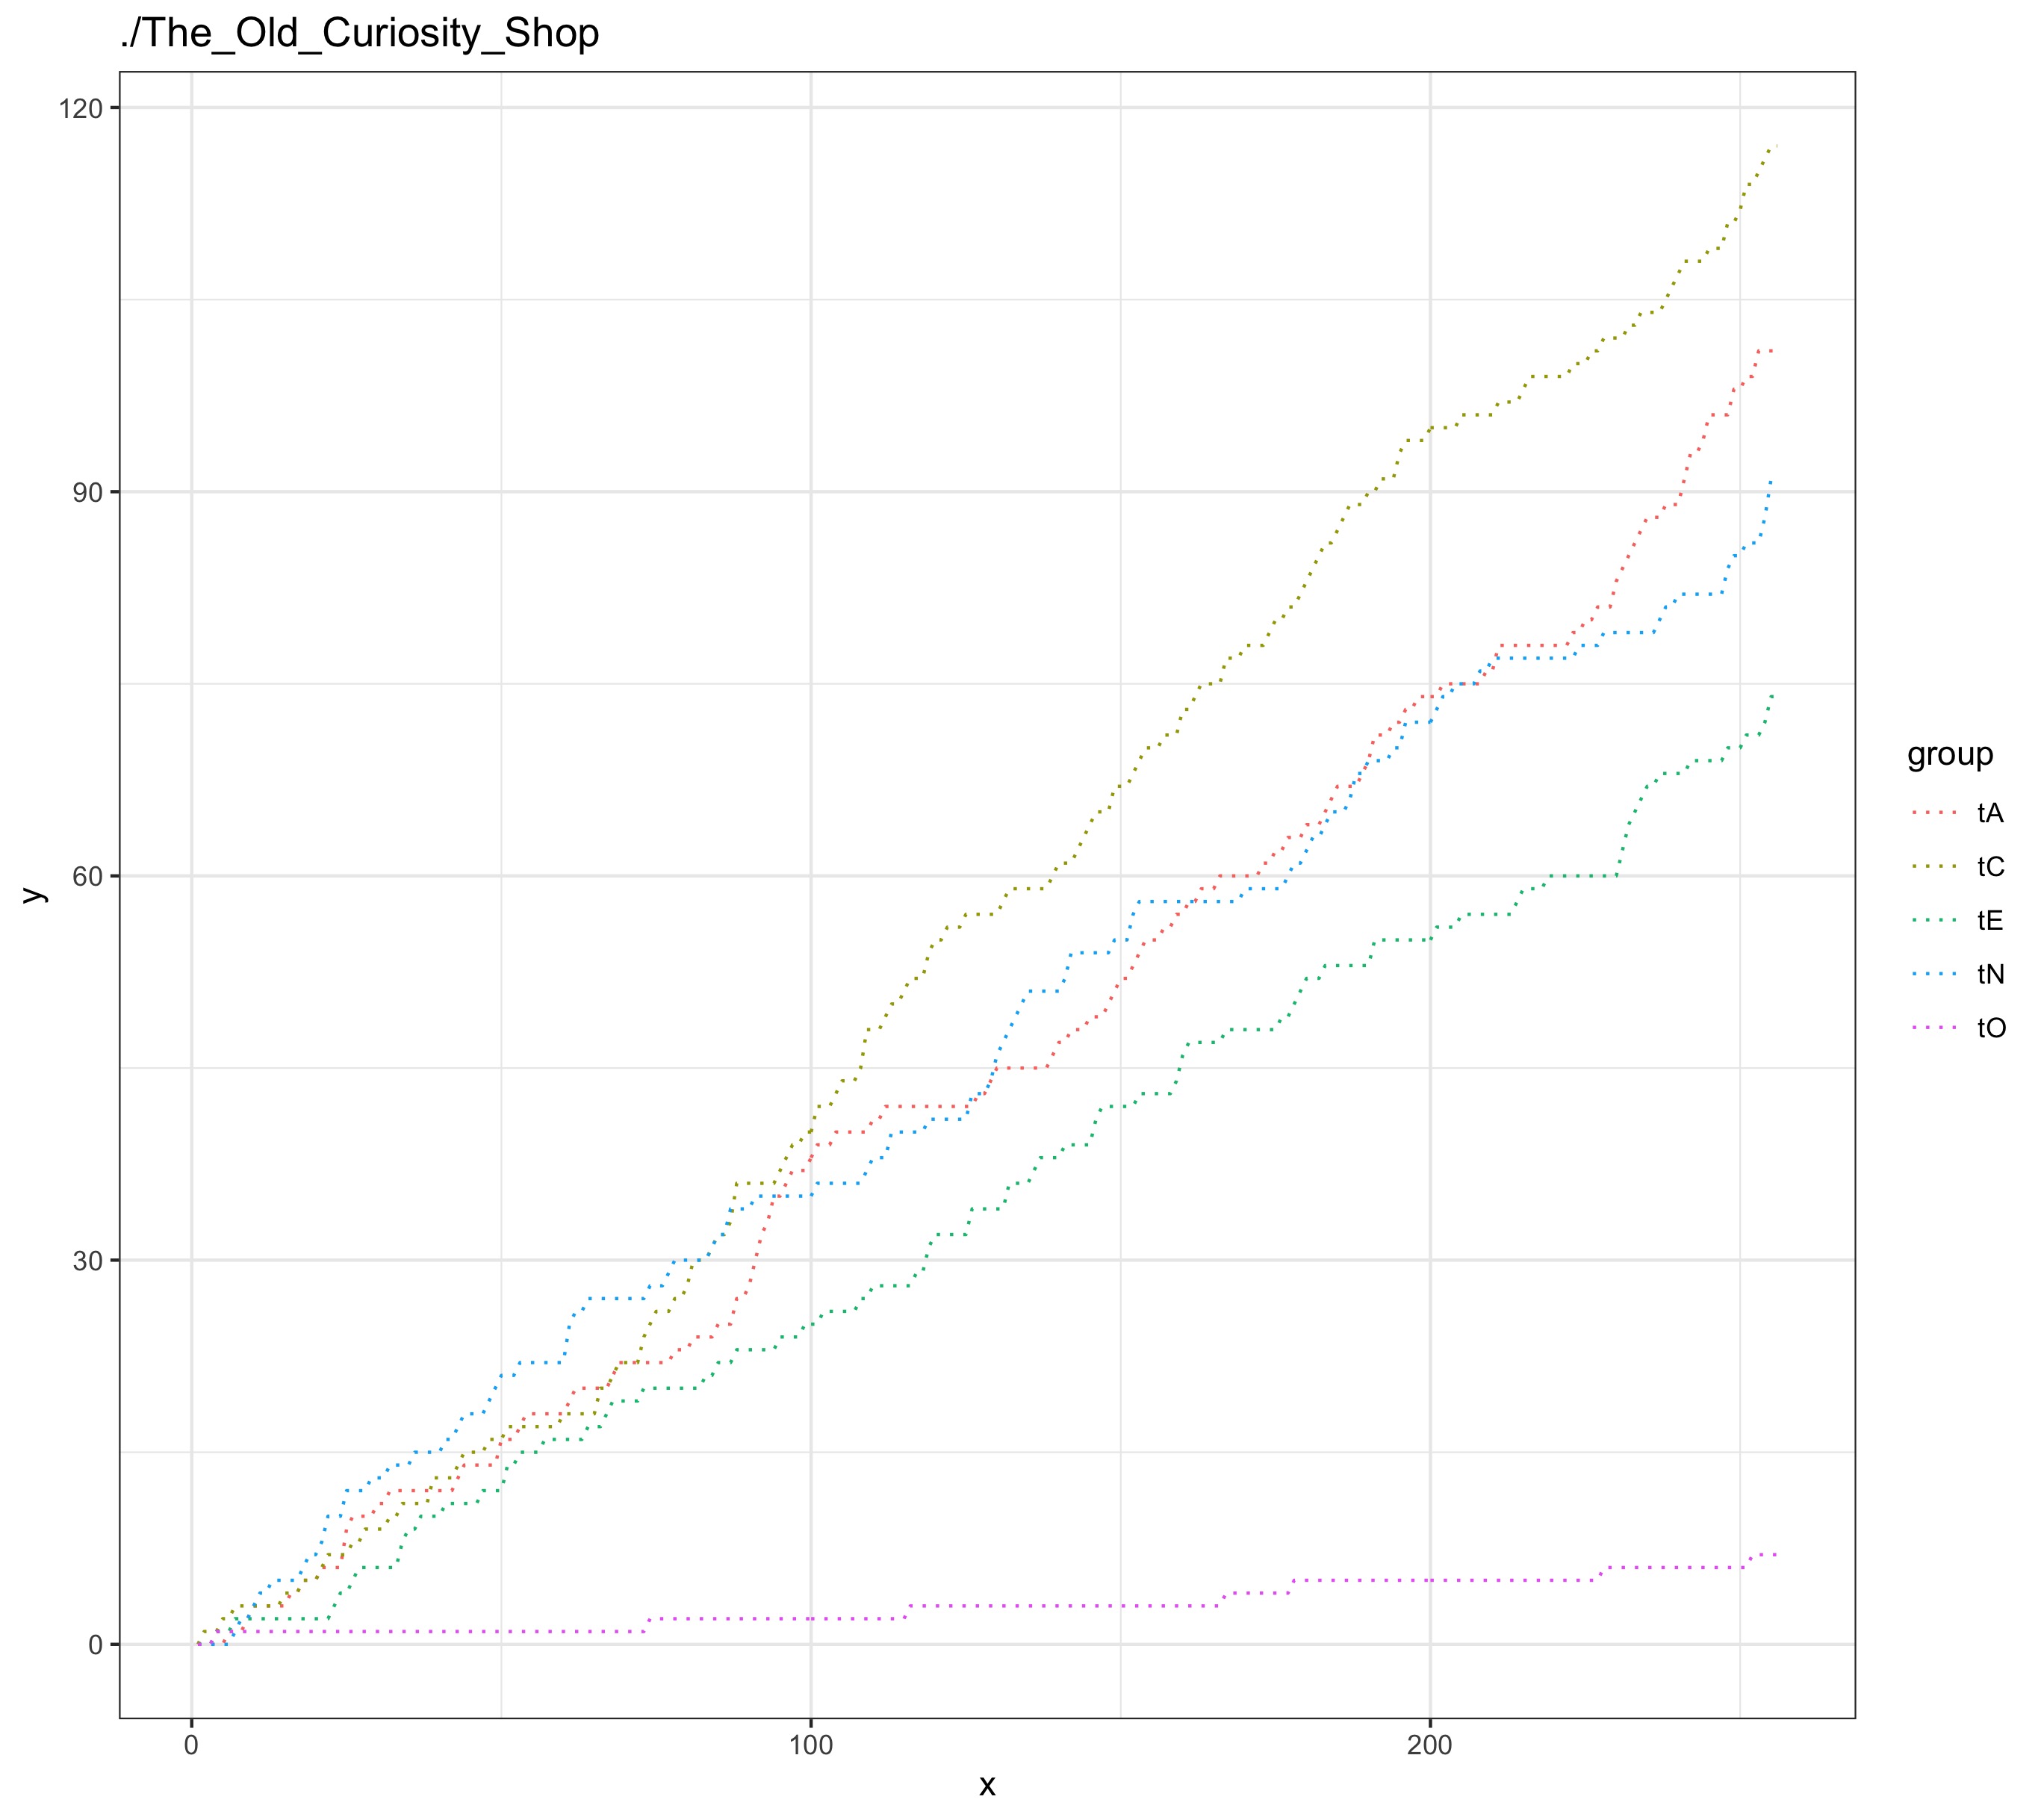 ./The_Old_Curiosity_Shop
120
90
60
30
0
y
0
100
200
x
group
tA
tC
tE
tN
tO